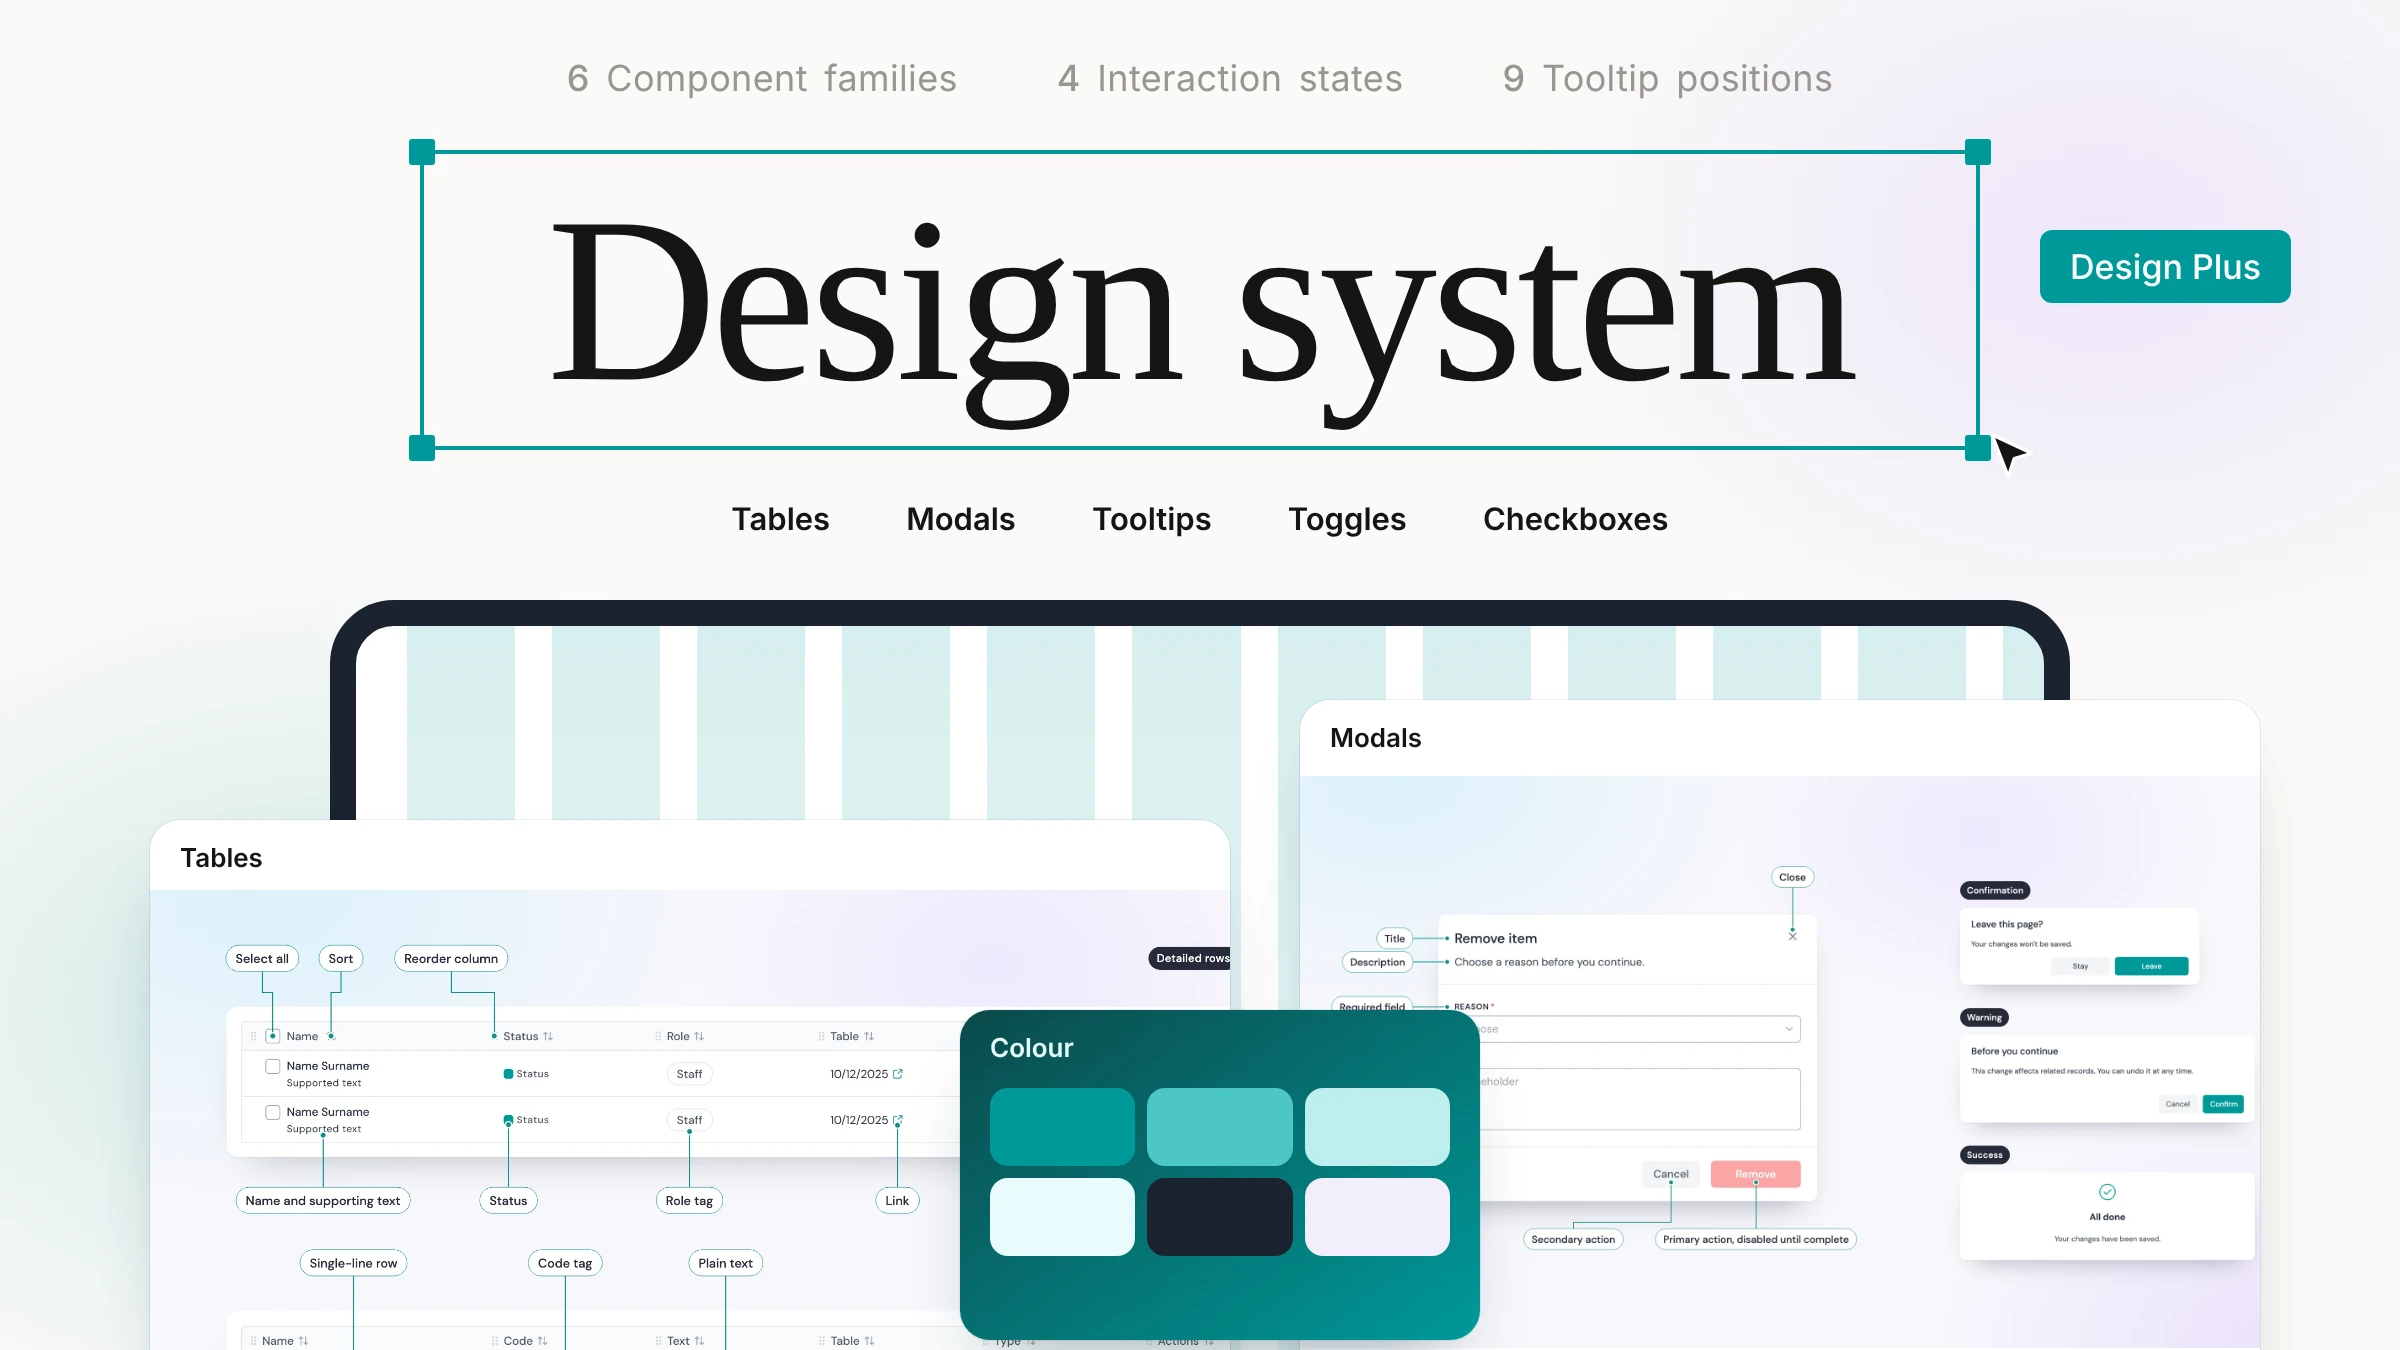 6 Component families 4 Interaction states 9 Tooltip positions
Design system
Design Plus
Tables Modals Tooltips Toggles Checkboxes
Tables
Select all Sort Reorder column
Detailed rows
Name Status Role Table
Name Surname
Supported text
Status Staff 10/12/2025
Name Surname
Supported text
Status Staff 10/12/2025
Name and supporting text Status Role tag Link
Single-line row Code tag Plain text
Name Code Text Table Type Actions
Colour
Modals
Close
Title Remove item
Description Choose a reason before you continue.
Required field REASON *
Cancel Remove
Secondary action Primary action, disabled until complete
Confirmation
Leave this page?
Your changes won't be saved.
Stay Leave
Warning
Before you continue
This change affects related records. You can undo it at any time.
Cancel Confirm
Success
All done
Your changes have been saved.